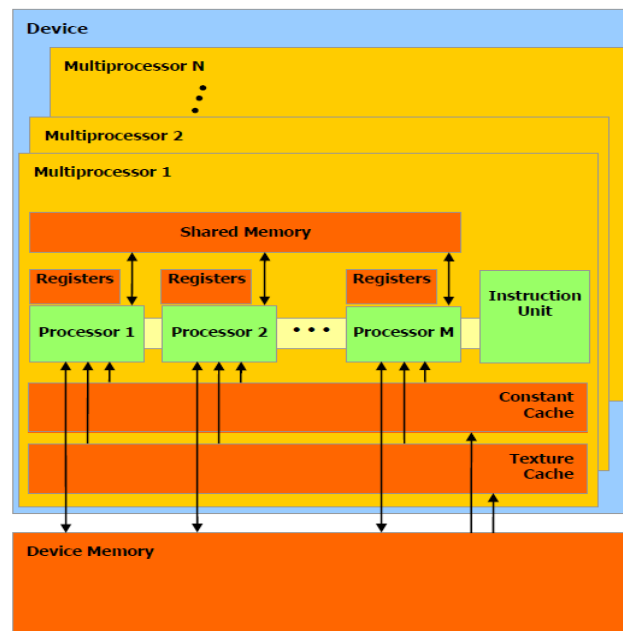 Device
Multiprocessor N
Multiprocessor 2
Multiprocessor 1
Shared Memory
Registers
Registers
Registers
Instruction
Unit
Processor 1
Processor 2
Processor M
Constant
Cache
Texture
Cache
Device Memory